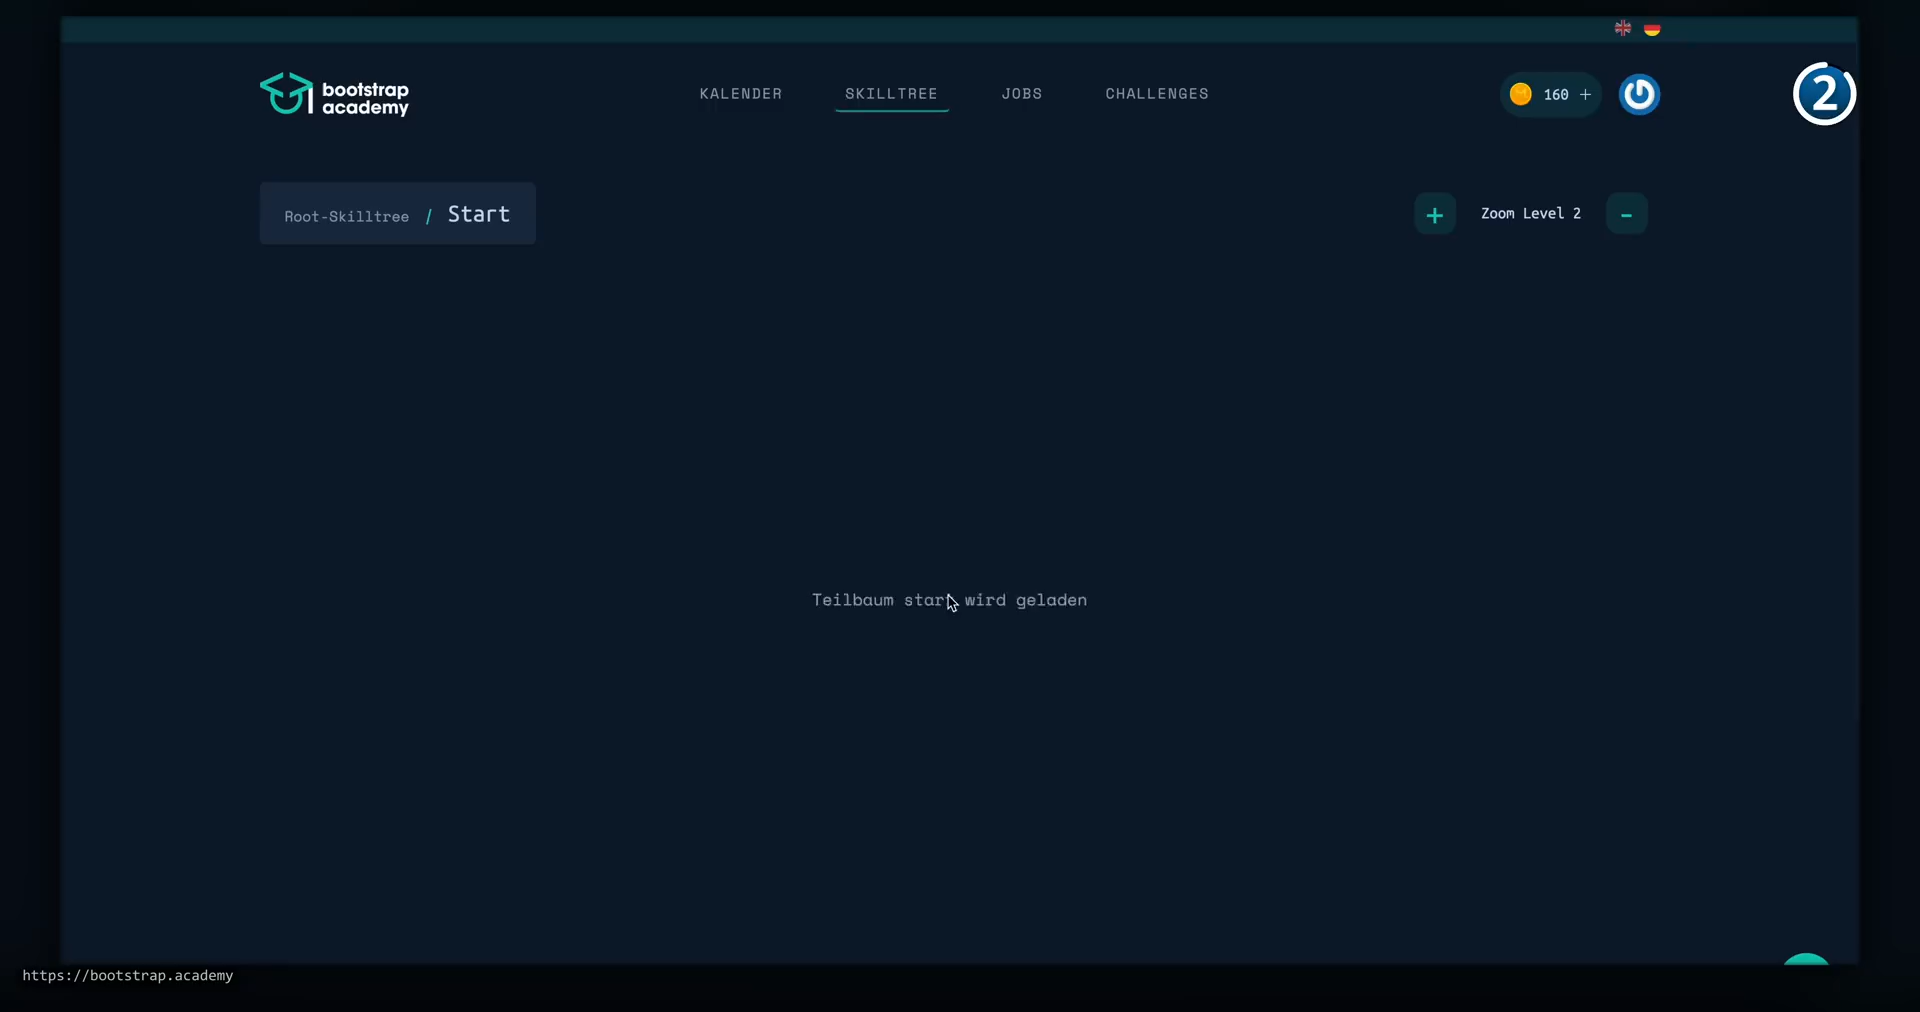 bootstrap
academy
KALENDER
SKILLTREE
JOBS
CHALLENGES
160 +
2
Root-Skilltree / Start
+
Zoom Level 2
-
Teilbaum start wird geladen
https://bootstrap.academy